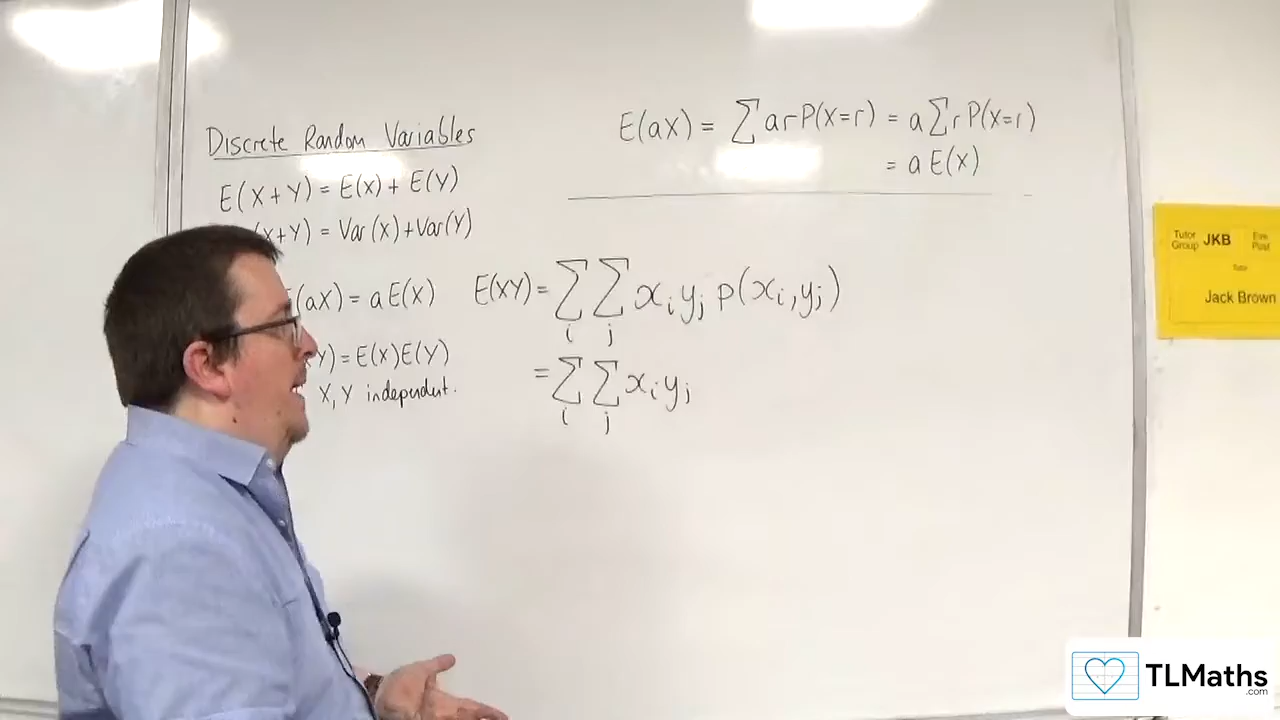 Discrete Random Variables
E(X+Y) = E(X) + E(Y)
(X+Y) = Var(X)+Var(Y)
(aX) = a E(X)
Y) = E(X)E(Y)
X, Y independent.
E(aX) = ∑ar P(X=r) = a∑r P(X=r)
= a E(X)
E(XY) = ∑ ∑ xᵢyⱼ p(xᵢ,yⱼ)
i j
= ∑ ∑ xᵢyⱼ
i j
Tutor Group JKB
Tutor
Jack Brown
TLMaths
.com